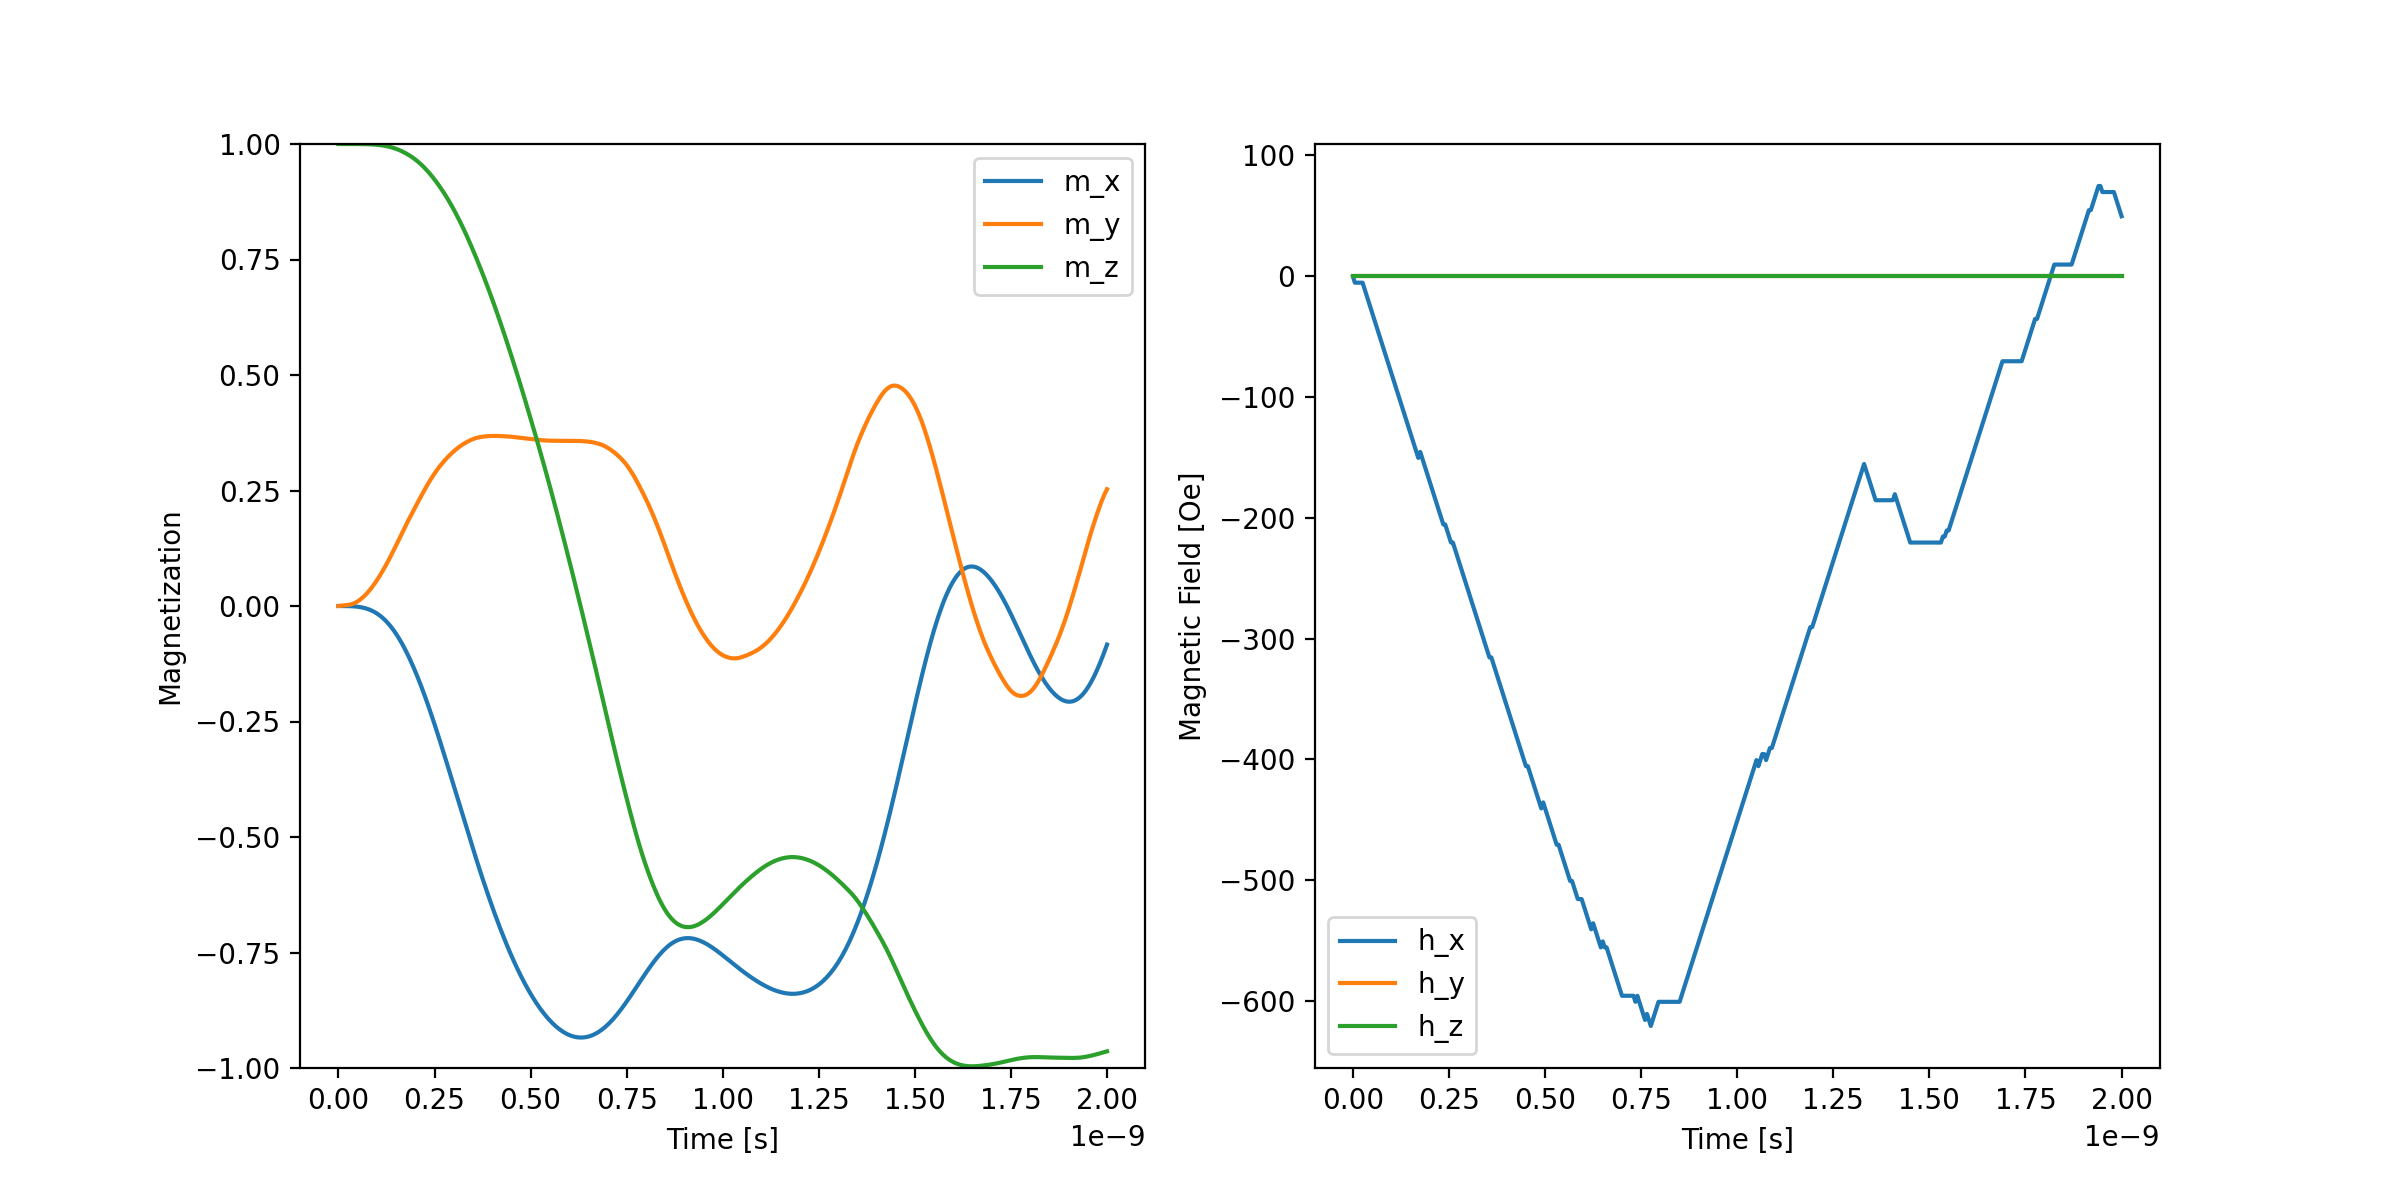 1.00
0.75
0.50
0.25
0.00
−0.25
−0.50
−0.75
−1.00
Magnetization
m_x
m_y
m_z
0.00 0.25 0.50 0.75 1.00 1.25 1.50 1.75 2.00
Time [s]
1e−9
100
0
−100
−200
−300
−400
−500
−600
Magnetic Field [Oe]
h_x
h_y
h_z
0.00 0.25 0.50 0.75 1.00 1.25 1.50 1.75 2.00
Time [s]
1e−9